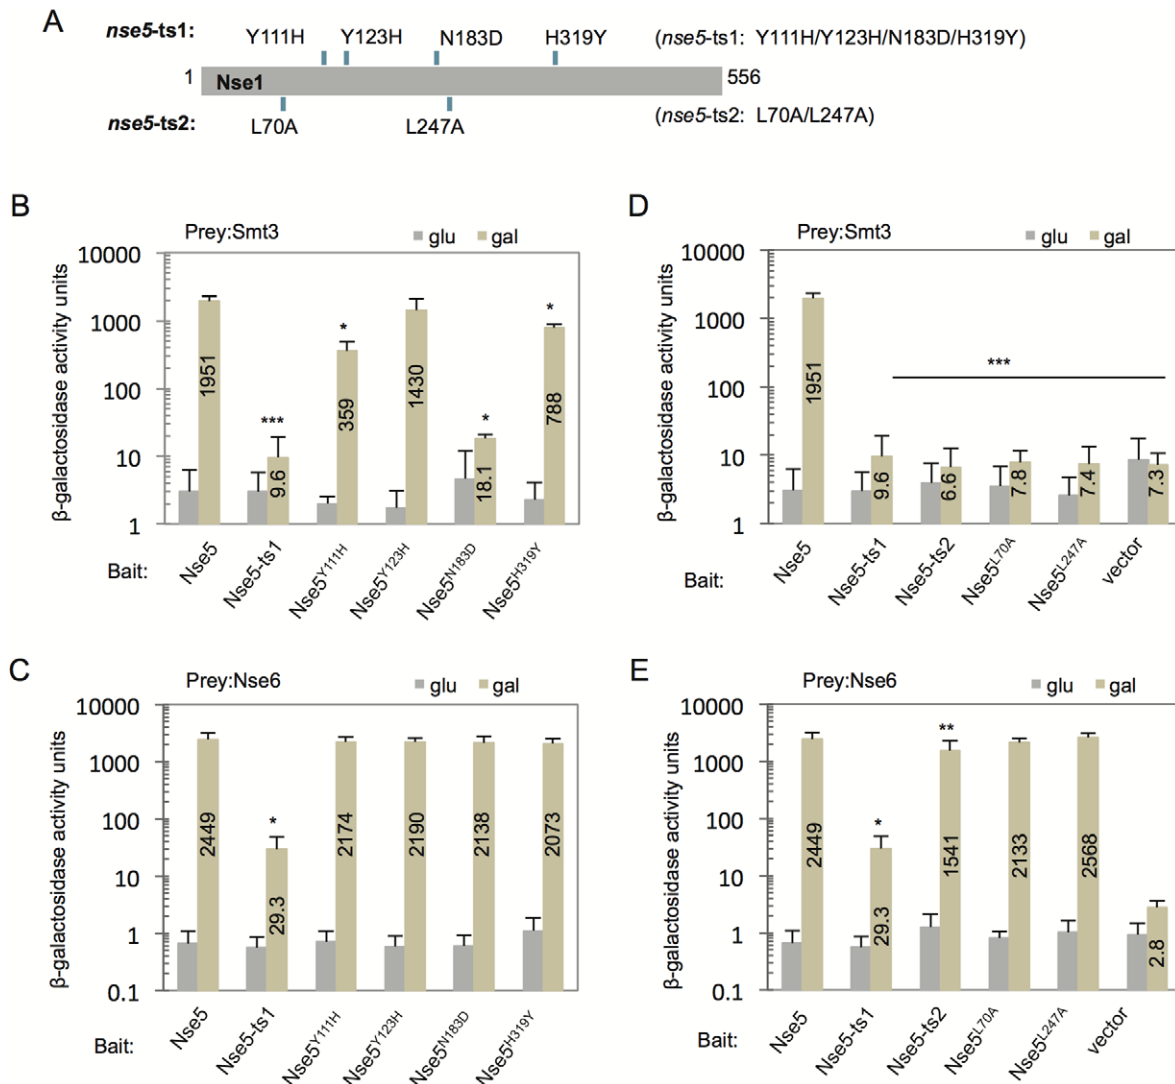 A
nse5-ts1: Y111H Y123H N183D H319Y (nse5-ts1: Y111H/Y123H/N183D/H319Y)
1 Nse1 556
nse5-ts2: L70A L247A (nse5-ts2: L70A/L247A)
B
Prey:Smt3 glu gal
β-galactosidase activity units
10000
1000
100
10
1
1951
***
9.6
*
359
1430
*
18.1
*
788
Bait: Nse5 Nse5-ts1 Nse5Y111H Nse5Y123H Nse5N183D Nse5H319Y
D
Prey:Smt3 glu gal
β-galactosidase activity units
10000
1000
100
10
1
***
1951
9.6
6.6
7.8
7.4
7.3
Bait: Nse5 Nse5-ts1 Nse5-ts2 Nse5L70A Nse5L247A vector
C
Prey:Nse6 glu gal
β-galactosidase activity units
10000
1000
100
10
1
0.1
2449
*
29.3
2174
2190
2138
2073
Bait: Nse5 Nse5-ts1 Nse5Y111H Nse5Y123H Nse5N183D Nse5H319Y
E
Prey:Nse6 glu gal
β-galactosidase activity units
10000
1000
100
10
1
0.1
2449
*
29.3
**
1541
2133
2568
2.8
Bait: Nse5 Nse5-ts1 Nse5-ts2 Nse5L70A Nse5L247A vector